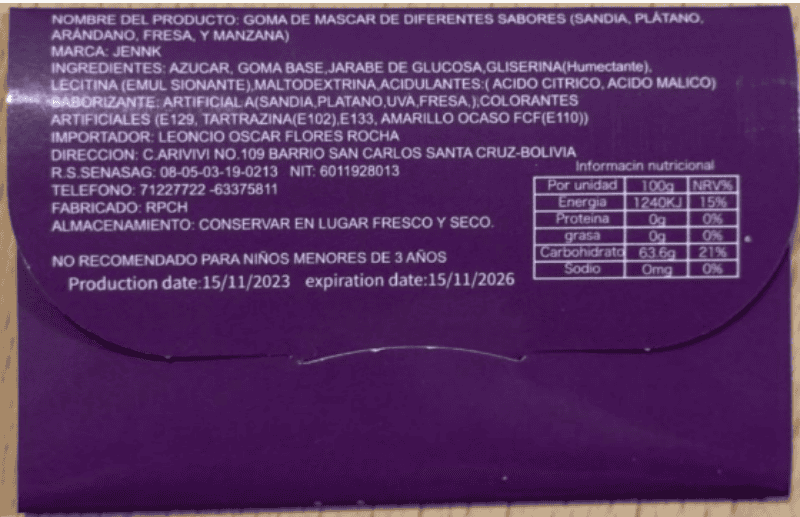 NOMBRE DEL PRODUCTO: GOMA DE MASCAR DE DIFERENTES SABORES (SANDIA, PLÁTANO,
ARÁNDANO, FRESA, Y MANZANA)
MARCA: JENNK
INGREDIENTES: AZUCAR, GOMA BASE,JARABE DE GLUCOSA,GLISERINA(Humectante),
LECITINA (EMUL SIONANTE),MALTODEXTRINA,ACIDULANTES:( ACIDO CITRICO, ACIDO MALICO)
SABORIZANTE: ARTIFICIAL A(SANDIA,PLATANO,UVA,FRESA,);COLORANTES
ARTIFICIALES (E129, TARTRAZINA(E102),E133, AMARILLO OCASO FCF(E110))
IMPORTADOR: LEONCIO OSCAR FLORES ROCHA
DIRECCION: C.ARIVIVI NO.109 BARRIO SAN CARLOS SANTA CRUZ-BOLIVIA
R.S.SENASAG: 08-05-03-19-0213 NIT: 6011928013
TELEFONO: 71227722 -63375811
FABRICADO: RPCH
ALMACENAMIENTO: CONSERVAR EN LUGAR FRESCO Y SECO.
NO RECOMENDADO PARA NIÑOS MENORES DE 3 AÑOS
Production date:15/11/2023 expiration date:15/11/2026
Informacin nutricional
Por unidad 100g NRV%
Energia 1240KJ 15%
Proteina 0g 0%
grasa 0g 0%
Carbohidrato 63.6g 21%
Sodio 0mg 0%